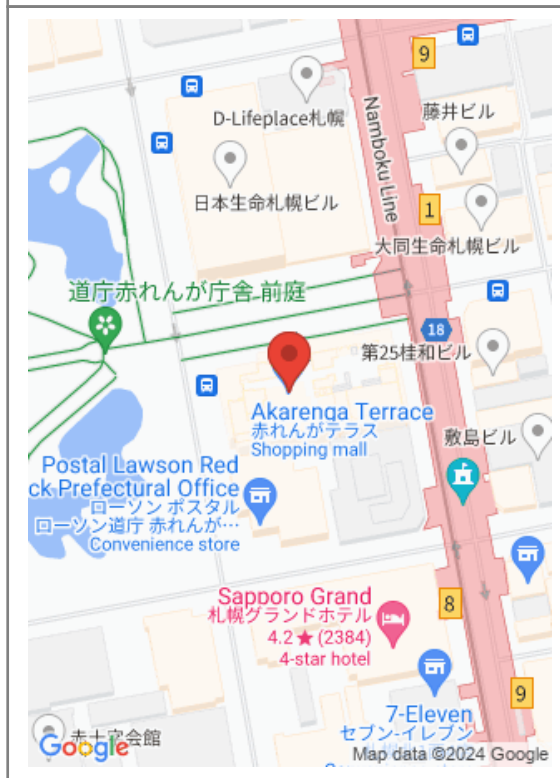 9
D-Lifeplace札幌
藤井ビル
Namboku Line
日本生命札幌ビル
1
大同生命札幌ビル
道庁赤れんが庁舎 前庭
18
第25桂和ビル
Akarenga Terrace
赤れんがテラス
Shopping mall
敷島ビル
Postal Lawson Red
ck Prefectural Office
ローソン ポスタル
ローソン道庁 赤れんが…
Convenience store
Sapporo Grand
札幌グランドホテル
4.2★ (2384)
4-star hotel
8
7-Eleven
セブン-イレブン
9
赤十字会館
Google
Map data ©2024 Google